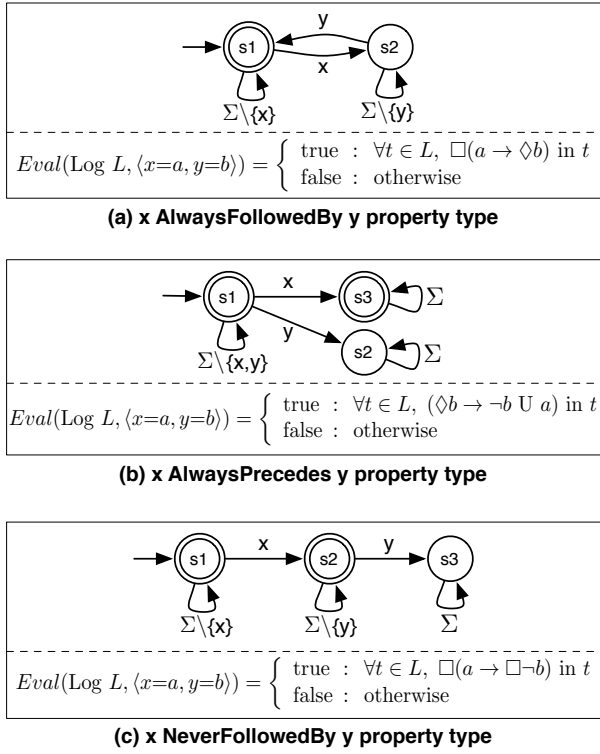 y
s1 s2
x
Σ\{x} Σ\{y}
Eval(Log L, ⟨x=a, y=b⟩) = { true : ∀t ∈ L, □(a → ◊b) in t
false : otherwise
(a) x AlwaysFollowedBy y property type
x
s1 s3 Σ
y
s2 Σ
Σ\{x,y}
Eval(Log L, ⟨x=a, y=b⟩) = { true : ∀t ∈ L, (◊b → ¬b U a) in t
false : otherwise
(b) x AlwaysPrecedes y property type
x y
s1 s2 s3
Σ\{x} Σ\{y} Σ
Eval(Log L, ⟨x=a, y=b⟩) = { true : ∀t ∈ L, □(a → □¬b) in t
false : otherwise
(c) x NeverFollowedBy y property type